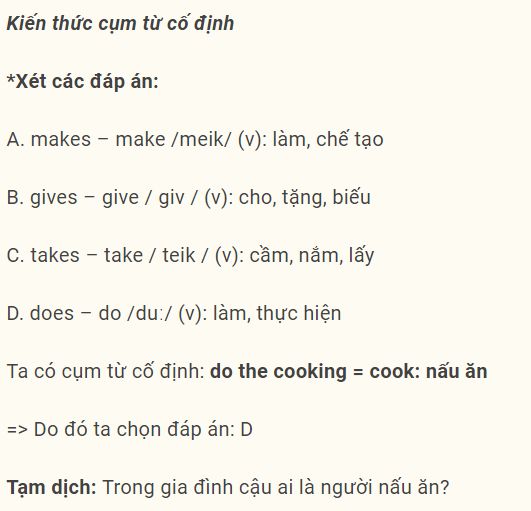 Kiến thức cụm từ cố định
*Xét các đáp án:
A. makes – make /meik/ (v): làm, chế tạo
B. gives – give / giv / (v): cho, tặng, biếu
C. takes – take / teik / (v): cầm, nắm, lấy
D. does – do /duː/ (v): làm, thực hiện
Ta có cụm từ cố định: do the cooking = cook: nấu ăn
=> Do đó ta chọn đáp án: D
Tạm dịch: Trong gia đình cậu ai là người nấu ăn?